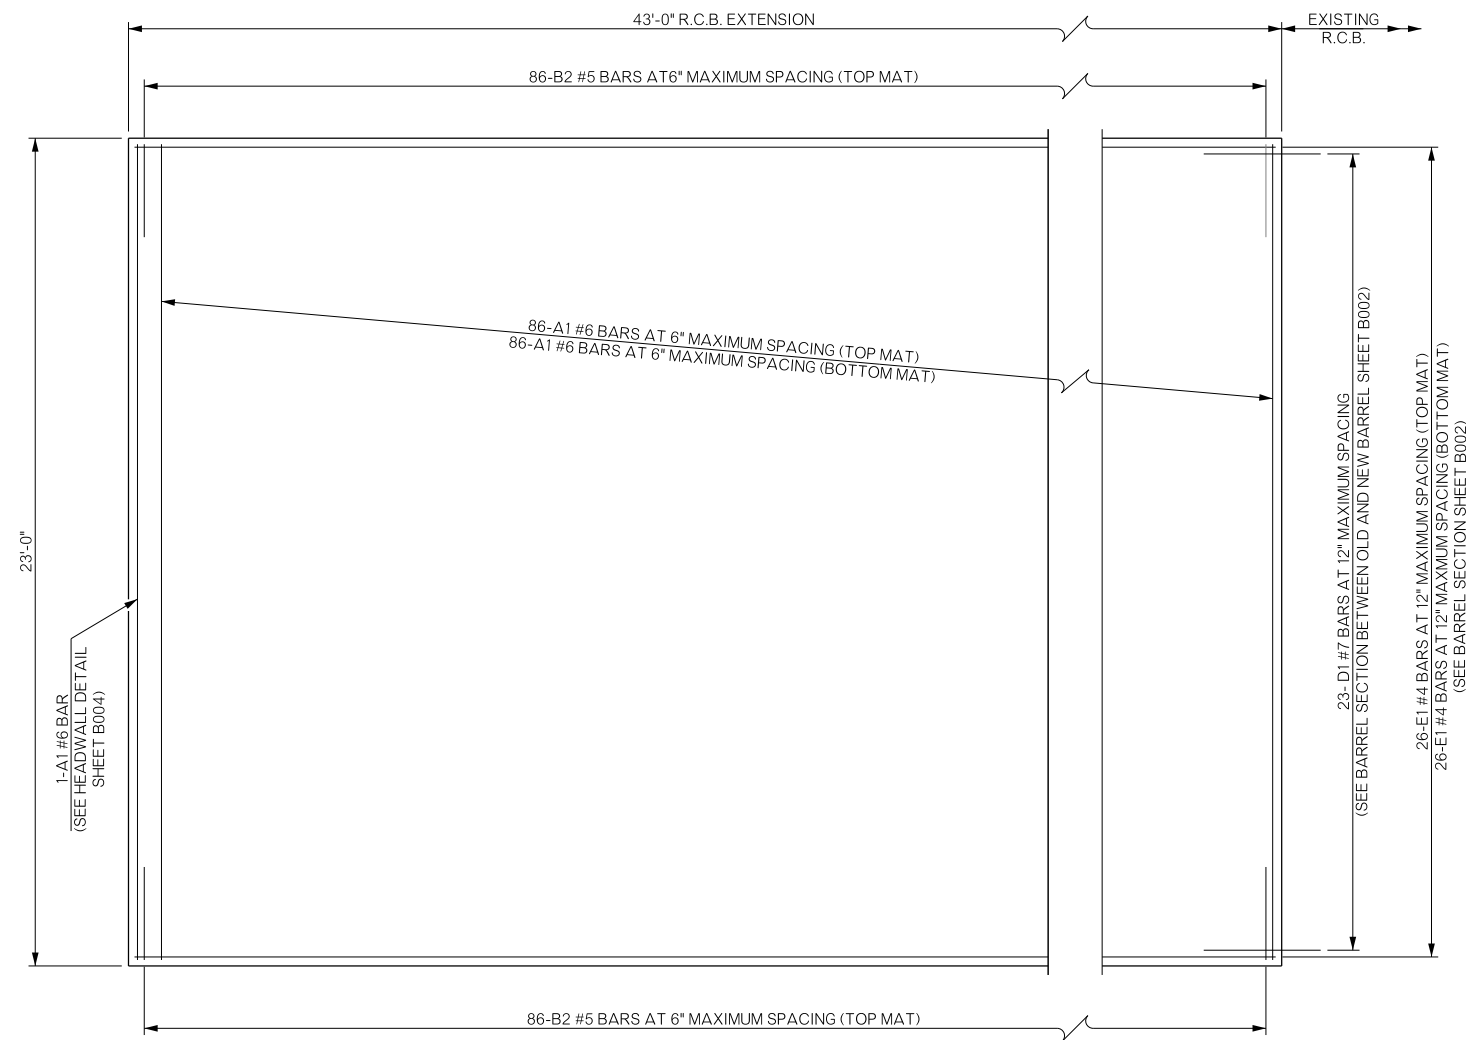 43'-0" R.C.B. EXTENSION
EXISTING
R.C.B.
86-B2 #5 BARS AT6" MAXIMUM SPACING (TOP MAT)
86-A1 #6 BARS AT 6" MAXIMUM SPACING (TOP MAT)
86-A1 #6 BARS AT 6" MAXIMUM SPACING (BOTTOM MAT)
23'-0"
1-A1 #6 BAR
(SEE HEADWALL DETAIL
SHEET B004)
23- D1 #7 BARS AT 12" MAXIMUM SPACING
(SEE BARREL SECTION BETWEEN OLD AND NEW BARREL SHEET B002)
26-E1 #4 BARS AT 12" MAXIMUM SPACING (TOP MAT)
26-E1 #4 BARS AT 12" MAXMUM SPACING (BOTTOM MAT)
(SEE BARREL SECTION SHEET B002)
86-B2 #5 BARS AT 6" MAXIMUM SPACING (TOP MAT)